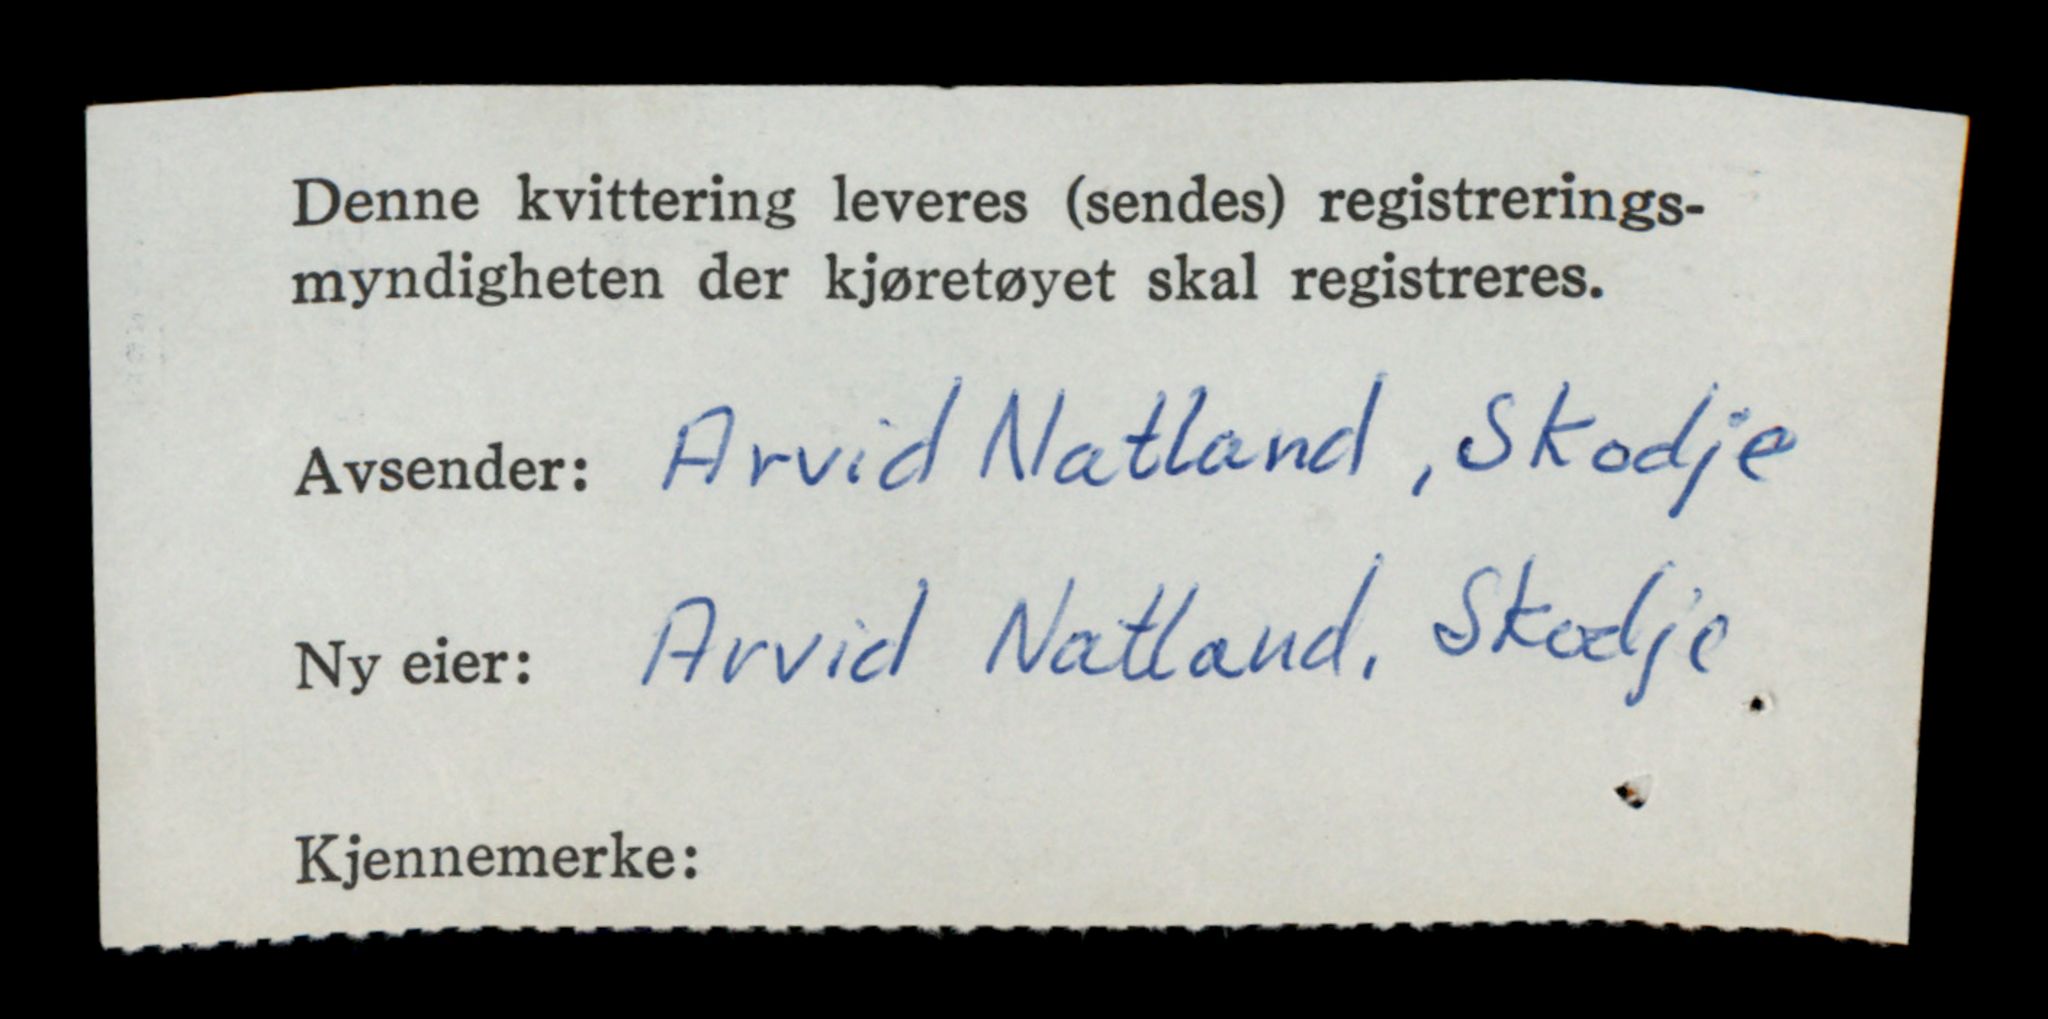 Denne kvittering leveres (sendes) registrerings-
myndigheten der kjøretøyet skal registreres.
Avsender: Arvid Natland, Skodje
Ny eier: Arvid Natland, Skodje
Kjennemerke: